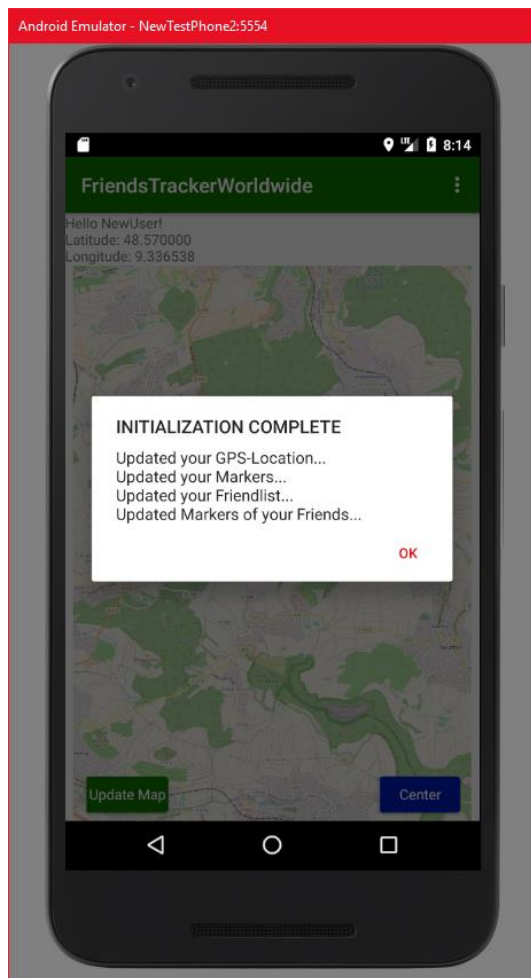 Android Emulator - NewTestPhone2:5554
LTE 8:14
FriendsTrackerWorldwide
Hello NewUser!
Latitude: 48.570000
Longitude: 9.336538
INITIALIZATION COMPLETE
Updated your GPS-Location...
Updated your Markers...
Updated your Friendlist...
Updated Markers of your Friends...
OK
Update Map
Center